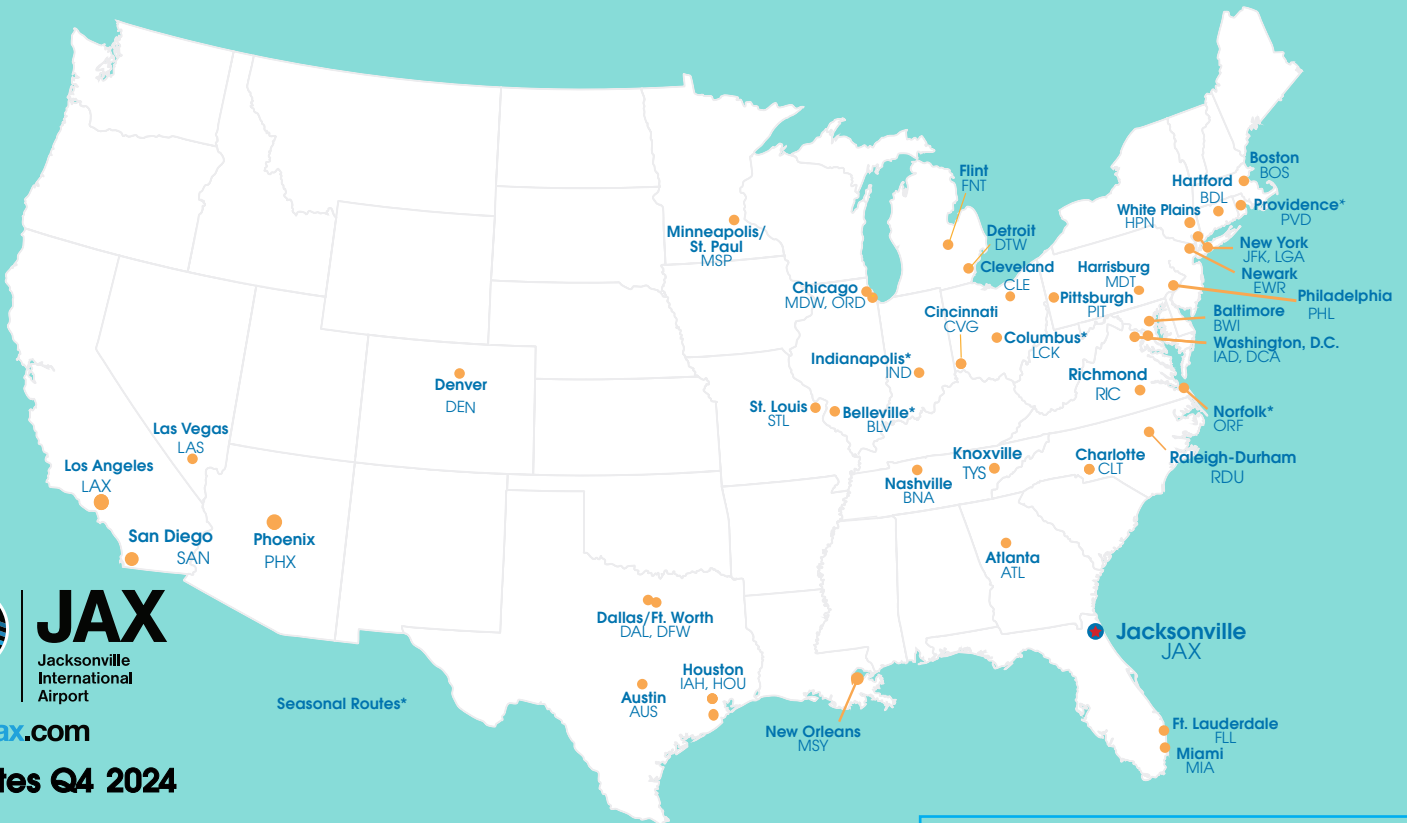 Flint
FNT
Boston
BOS
Hartford
BDL
Providence*
PVD
White Plains
HPN
Minneapolis/
St. Paul
MSP
Detroit
DTW
New York
JFK, LGA
Newark
EWR
Cleveland
CLE
Harrisburg
MDT
Chicago
MDW, ORD
Pittsburgh
PIT
Philadelphia
PHL
Cincinnati
CVG
Baltimore
BWI
Columbus*
LCK
Washington, D.C.
IAD, DCA
Indianapolis*
IND
Richmond
RIC
Denver
DEN
St. Louis
STL
Belleville*
BLV
Norfolk*
ORF
Las Vegas
LAS
Los Angeles
LAX
Nashville
BNA
Knoxville
TYS
Charlotte
CLT
Raleigh-Durham
RDU
San Diego
SAN
Phoenix
PHX
Atlanta
ATL
Dallas/Ft. Worth
DAL, DFW
Jacksonville
JAX
Houston
IAH, HOU
Austin
AUS
New Orleans
MSY
Ft. Lauderdale
FLL
Miami
MIA
JAX
Jacksonville
International
Airport
Seasonal Routes*
ax.com
tes Q4 2024